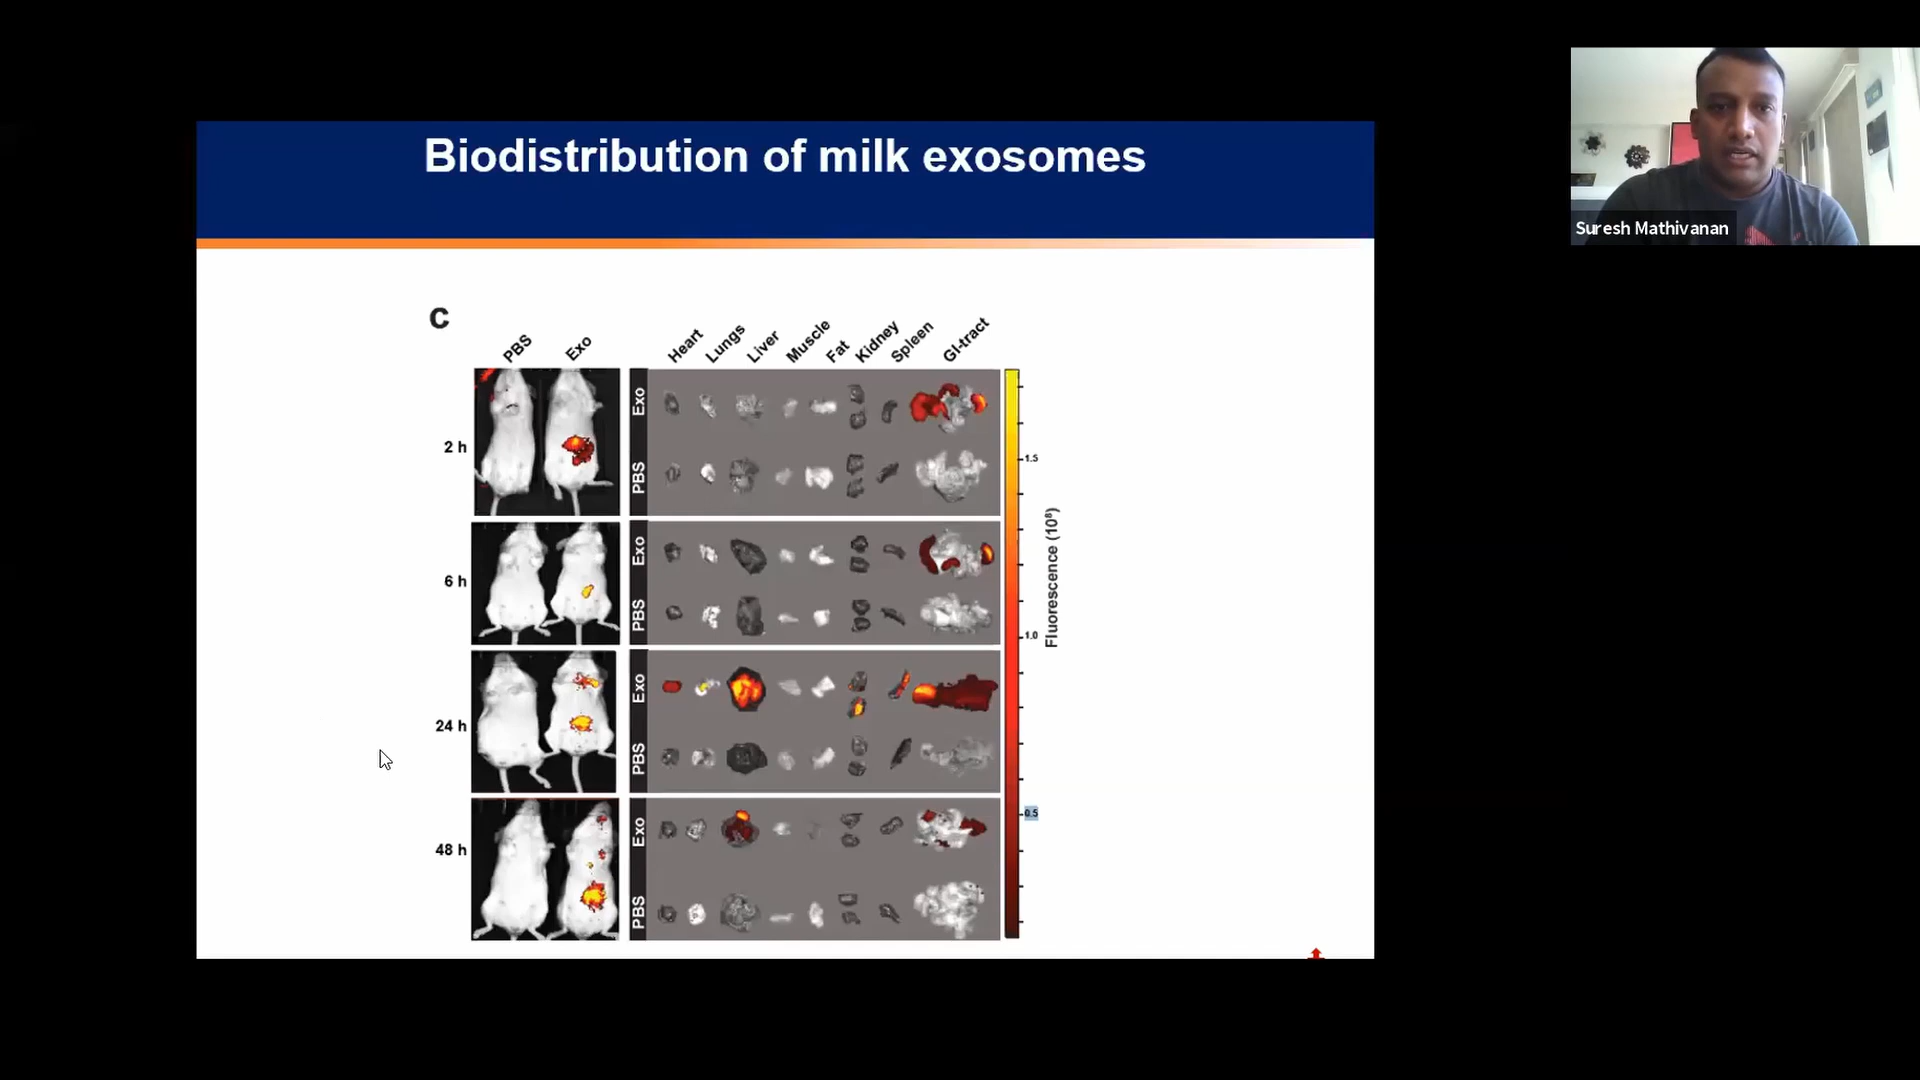 Biodistribution of milk exosomes
Suresh Mathivanan
C
PBS
Exo
Heart
Lungs
Liver
Muscle
Fat
Kidney
Spleen
GI-tract
2 h
Exo
PBS
6 h
Exo
PBS
24 h
Exo
PBS
48 h
Exo
PBS
1.5
1.0
0.5
Fluorescence (10⁸)